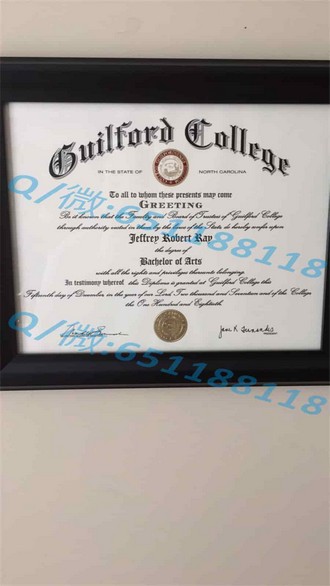 Guilford College
IN THE STATE OF NORTH CAROLINA
To all to whom these presents may come
GREETING
Be it known that the Faculty and Board of Trustees of Guilford College
through authority vested in them by the laws of the State do hereby confer upon
Jeffrey Robert Ray
the degree of
Bachelor of Arts
with all the rights and privileges thereunto belonging.
In testimony whereof this Diploma is granted at Guilford College this
Fifteenth day of December, in the year of our Lord Two thousand and Seventeen and of the College
the One Hundred and Eightieth
Q/微:651188118
Q/微:651188118